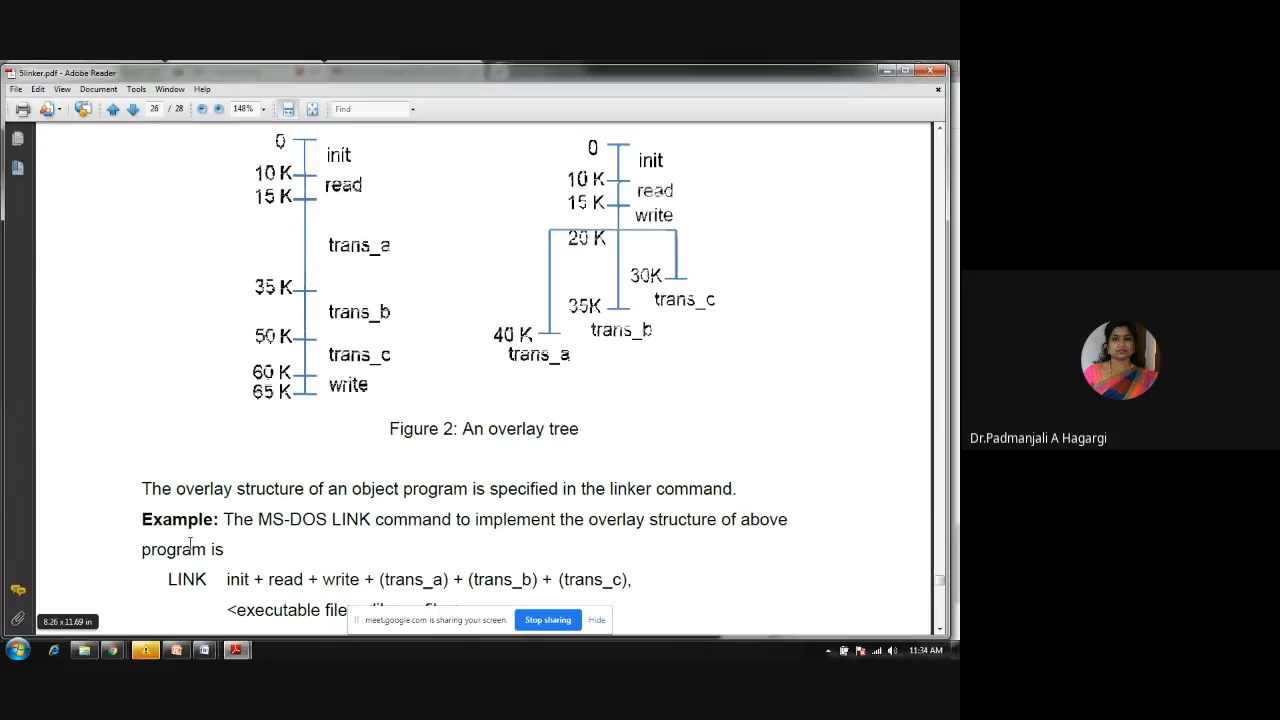 5linker.pdf - Adobe Reader
File Edit View Document Tools Window Help
26 / 28 148% Find
0
init
10 K
read
15 K
trans_a
35 K
trans_b
50 K
trans_c
60 K
write
65 K
0
init
10 K
read
15 K
write
20 K
30K
trans_c
35K
trans_b
40 K
trans_a
Figure 2: An overlay tree
The overlay structure of an object program is specified in the linker command.
Example: The MS-DOS LINK command to implement the overlay structure of above
program is
LINK init + read + write + (trans_a) + (trans_b) + (trans_c),
<executable file
8.26 x 11.69 in
meet.google.com is sharing your screen. Stop sharing Hide
11:34 AM
Dr.Padmanjali A Hagargi